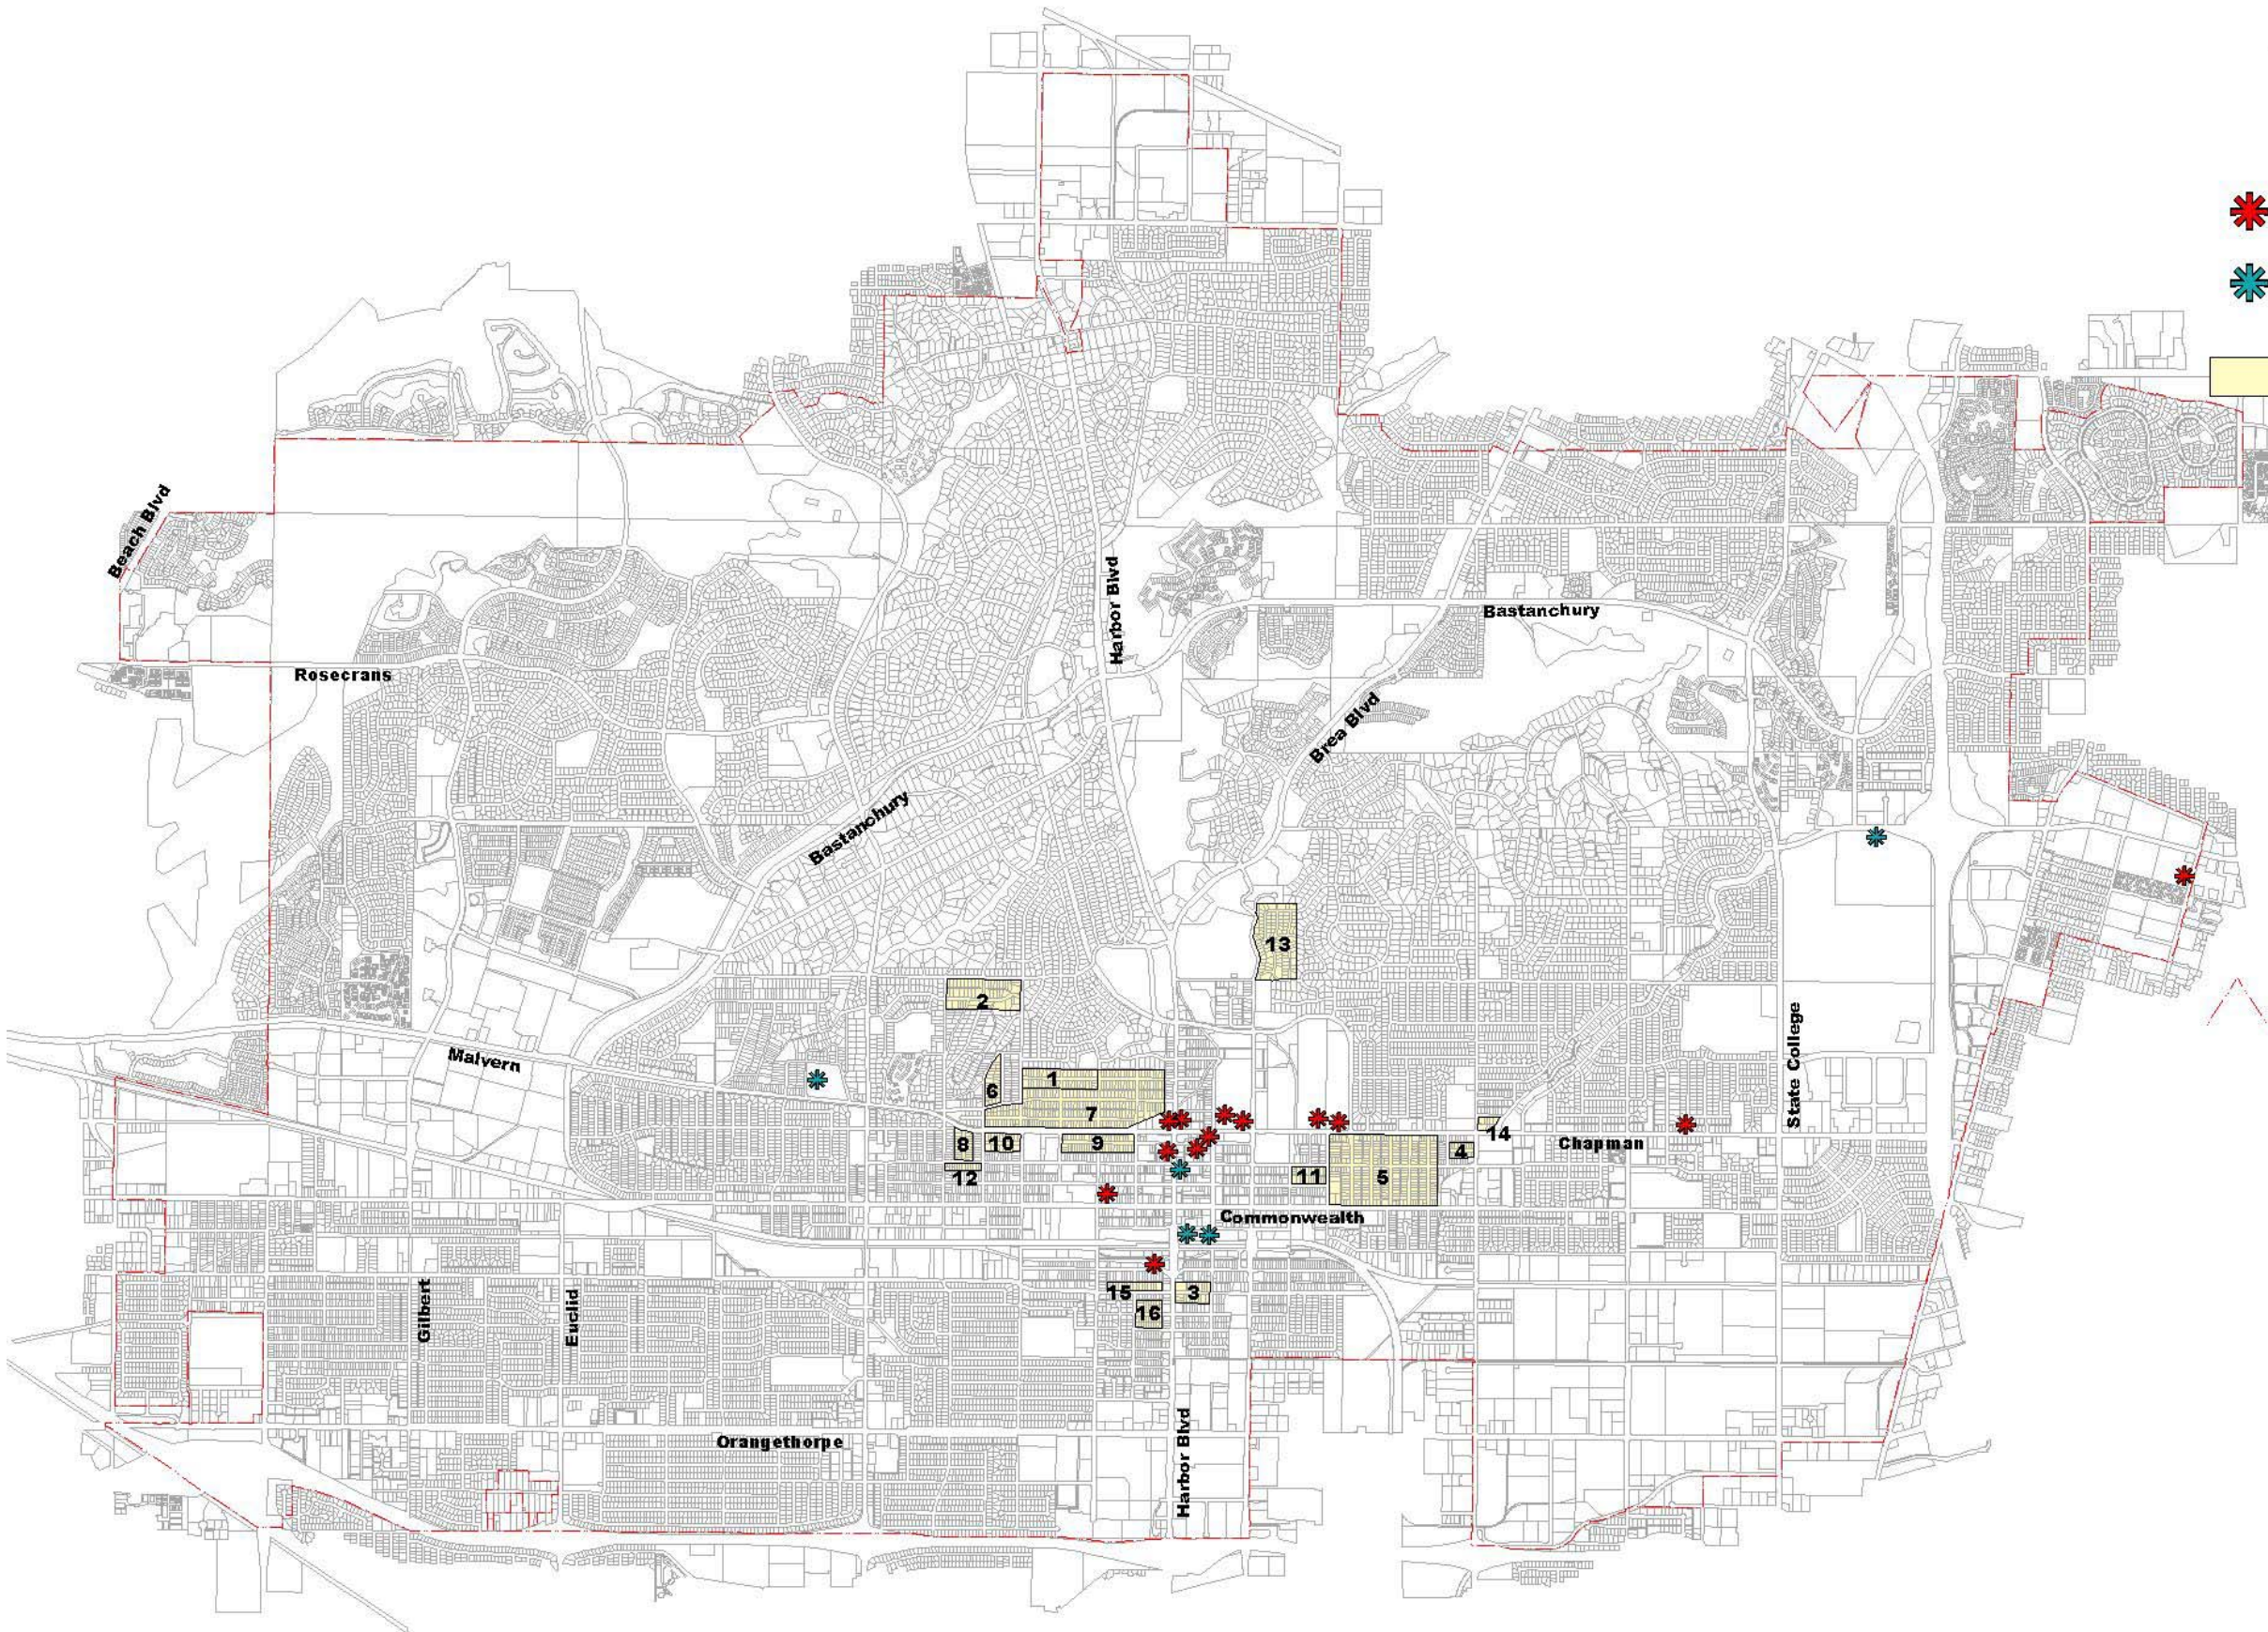 Beach Blvd
Harbor Blvd
Bastanchury
Rosecrans
Brea Blvd
Bastanchury
13
2
State College
Malvern
1
6
7
14
8
10
9
Chapman
4
12
11
5
Commonwealth
15
3
16
Gilbert
Euclid
Orangethorpe
Harbor Blvd